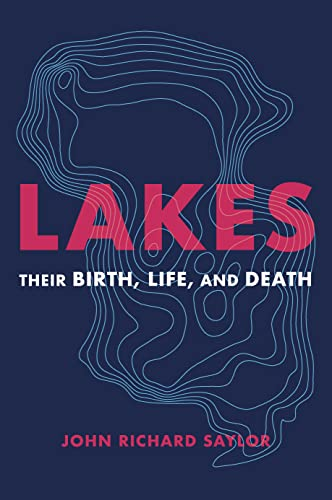 LAKES
THEIR BIRTH, LIFE, AND DEATH
JOHN RICHARD SAYLOR